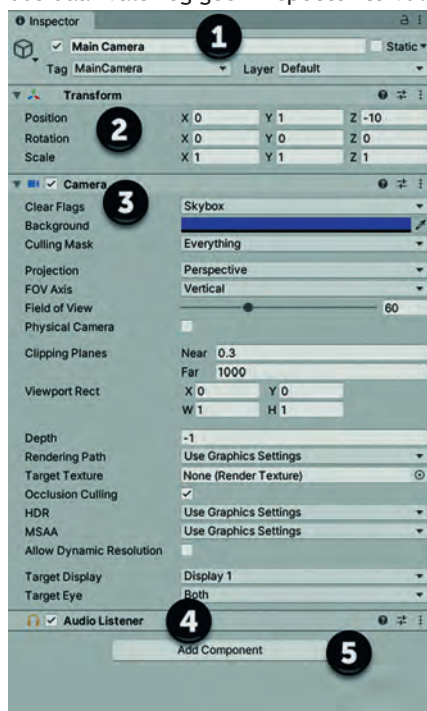 Inspector
1
Main Camera
Static
Tag MainCamera Layer Default
Transform
Position X 0 Y 1 Z -10
2
Rotation X 0 Y 0 Z 0
Scale X 1 Y 1 Z 1
Camera
3
Clear Flags Skybox
Background
Culling Mask Everything
Projection Perspective
FOV Axis Vertical
Field of View 60
Physical Camera
Clipping Planes Near 0.3
Far 1000
Viewport Rect X 0 Y 0
W 1 H 1
Depth -1
Rendering Path Use Graphics Settings
Target Texture None (Render Texture)
Occlusion Culling
HDR Use Graphics Settings
MSAA Use Graphics Settings
Allow Dynamic Resolution
Target Display Display 1
Target Eye Both
Audio Listener 4
Add Component 5